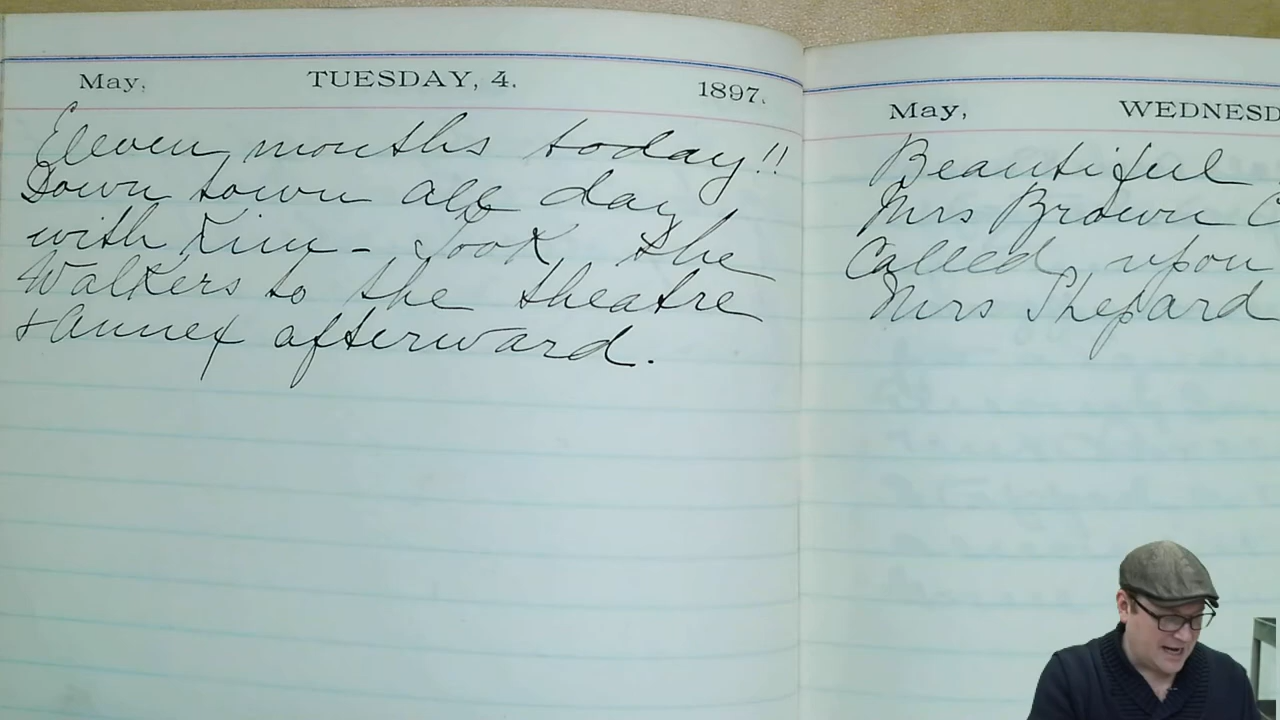 May, TUESDAY, 4. 1897.
Eleven months today!!
Down town all day
with Kim - Took the
Walkers to the theatre
& Annex afterward.
May, WEDNESD
Beautiful
Mrs Brown C
Called upon
Mrs Shepard